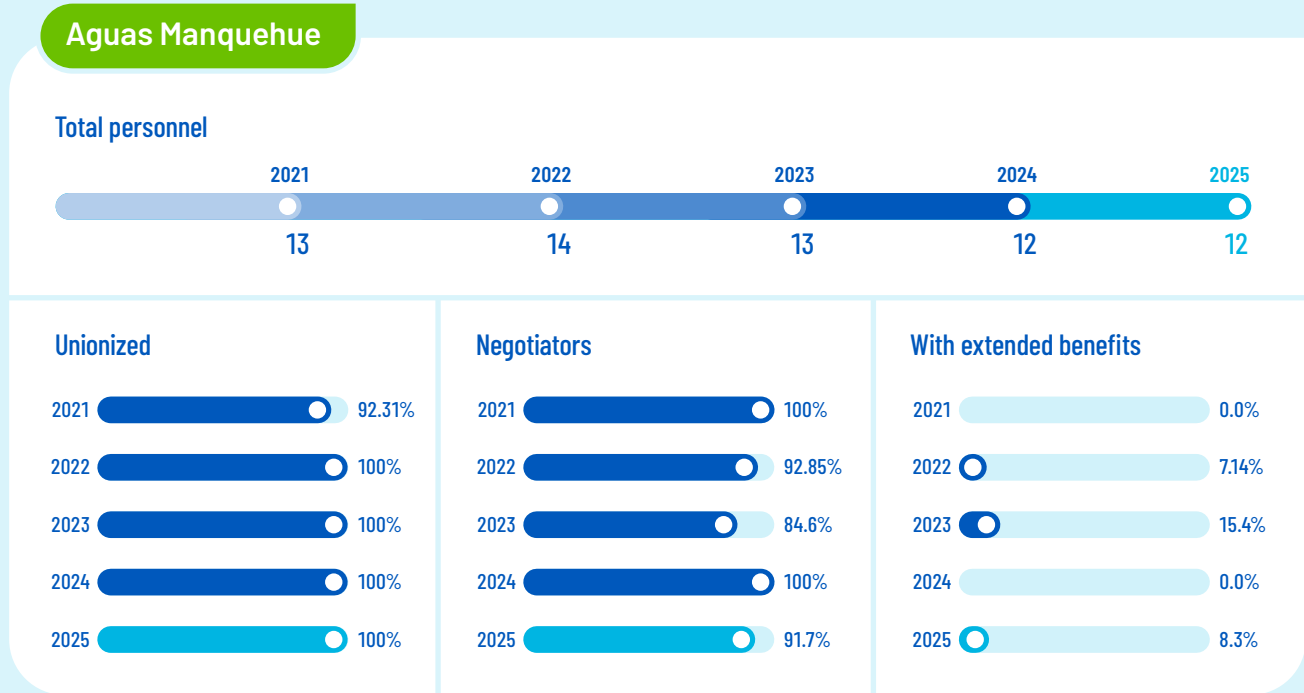 Aguas Manquehue
Total personnel
2021 2022 2023 2024 2025
13 14 13 12 12
Unionized
2021 92.31%
2022 100%
2023 100%
2024 100%
2025 100%
Negotiators
2021 100%
2022 92.85%
2023 84.6%
2024 100%
2025 91.7%
With extended benefits
2021 0.0%
2022 7.14%
2023 15.4%
2024 0.0%
2025 8.3%